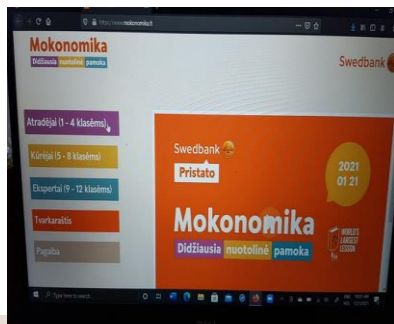 https://www.mokonomika.lt
Mokonomika
Didžiausia nuotolinė pamoka
Swedbank
Atradėjai (1 - 4 klasėms)
Kūrėjai (5 - 8 klasėms)
Ekspertai (9 - 12 klasėms)
Tvarkaraštis
Pagalba
Swedbank
Pristato
2021
01 21
Mokonomika
Didžiausia nuotolinė pamoka
WORLD'S
LARGEST
LESSON
Type here to search